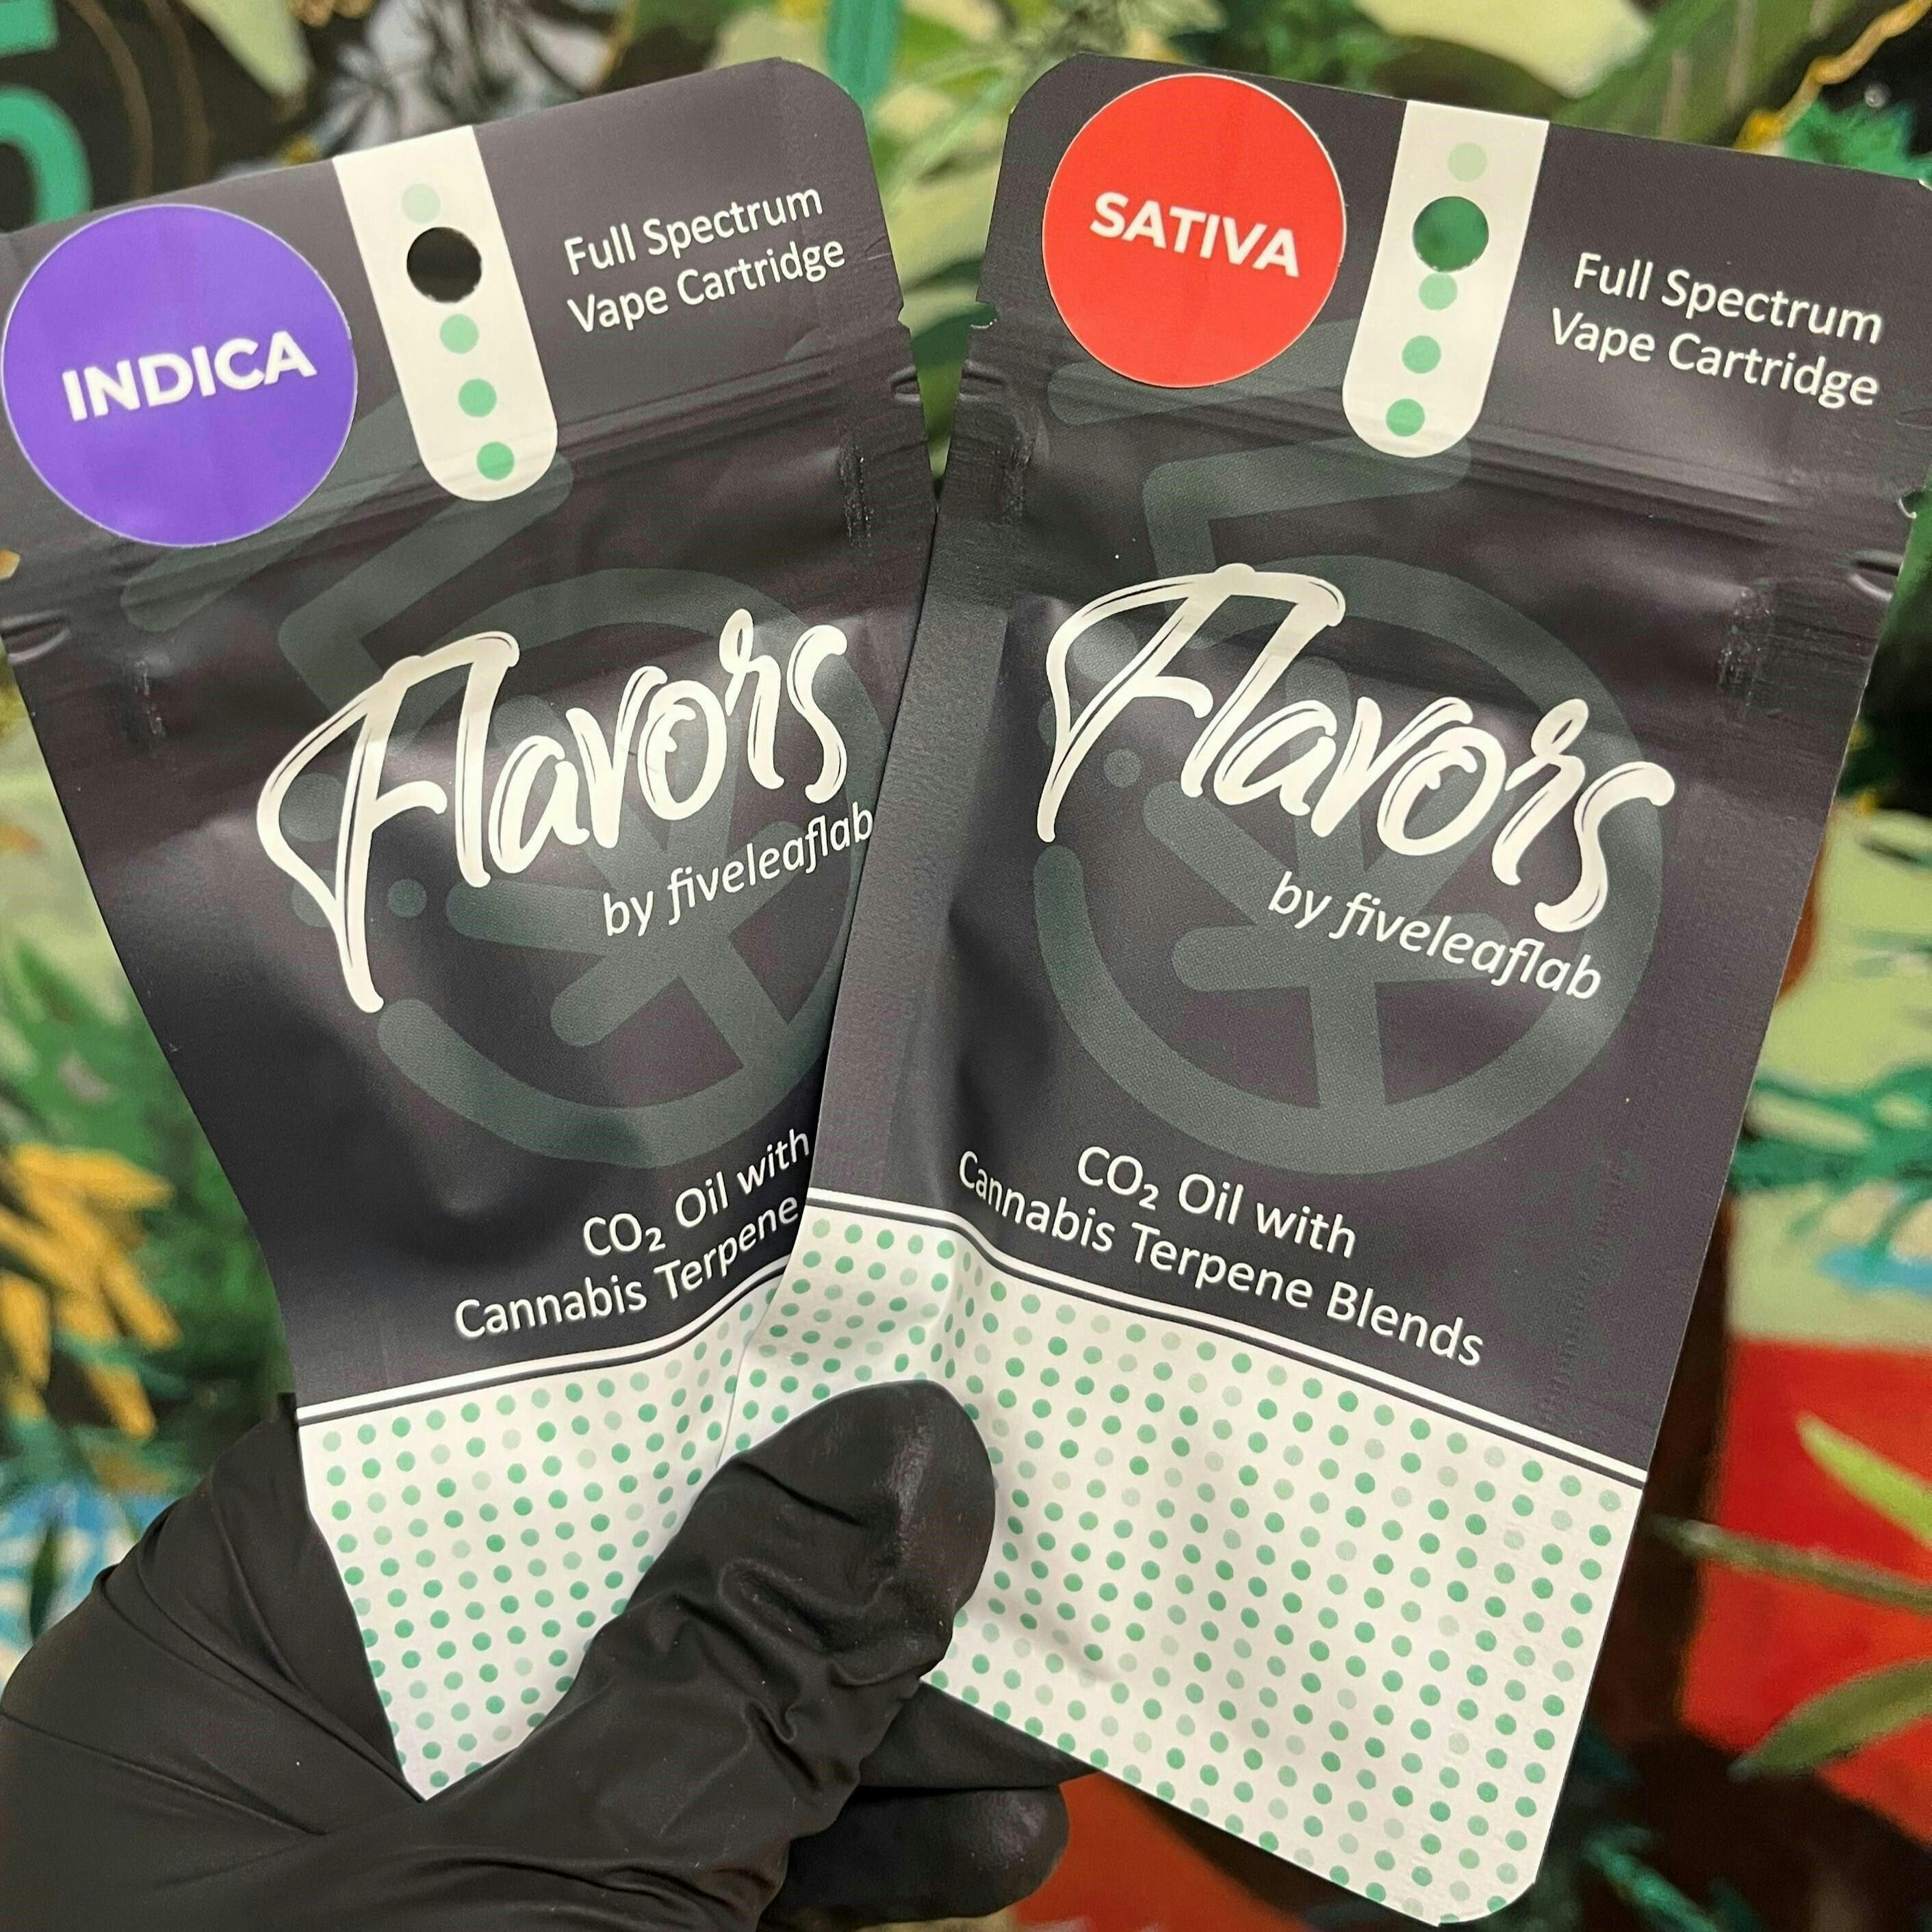 INDICA
Full Spectrum
Vape Cartridge
Flavors
by fiveleaflab
CO₂ Oil with
Cannabis Terpene
SATIVA
Full Spectrum
Vape Cartridge
Flavors
by fiveleaflab
CO₂ Oil with
Cannabis Terpene Blends